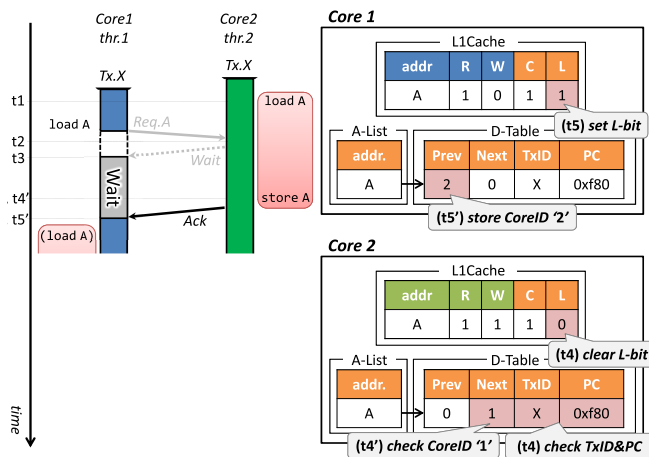 Core1
thr.1
Core2
thr.2
Tx.X
Tx.X
t1
load A
load A
Req.A
t2
Wait
t3
Wait
t4’
store A
t5’
Ack
(load A)
time
Core 1
L1Cache
addr R W C L
A 1 0 1 1
(t5) set L-bit
A-List
D-Table
addr. Prev Next TxID PC
A 2 0 X 0xf80
(t5’) store CoreID ‘2’
Core 2
L1Cache
addr R W C L
A 1 1 1 0
(t4) clear L-bit
A-List
D-Table
addr. Prev Next TxID PC
A 0 1 X 0xf80
(t4’) check CoreID ‘1’
(t4) check TxID&PC